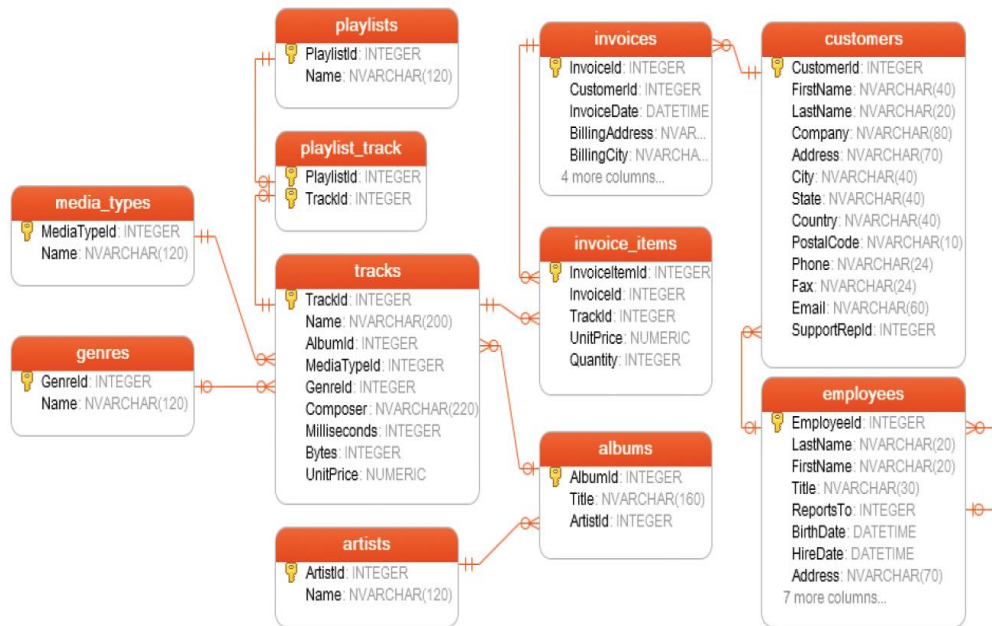 playlists
PlaylistId: INTEGER
Name: NVARCHAR(120)
playlist_track
PlaylistId: INTEGER
TrackId: INTEGER
media_types
MediaTypeId: INTEGER
Name: NVARCHAR(120)
genres
GenreId: INTEGER
Name: NVARCHAR(120)
tracks
TrackId: INTEGER
Name: NVARCHAR(200)
AlbumId: INTEGER
MediaTypeId: INTEGER
GenreId: INTEGER
Composer: NVARCHAR(220)
Milliseconds: INTEGER
Bytes: INTEGER
UnitPrice: NUMERIC
artists
ArtistId: INTEGER
Name: NVARCHAR(120)
invoices
InvoiceId: INTEGER
CustomerId: INTEGER
InvoiceDate: DATETIME
BillingAddress: NVAR...
BillingCity: NVARCHA...
4 more columns...
invoice_items
InvoiceItemId: INTEGER
InvoiceId: INTEGER
TrackId: INTEGER
UnitPrice: NUMERIC
Quantity: INTEGER
albums
AlbumId: INTEGER
Title: NVARCHAR(160)
ArtistId: INTEGER
customers
CustomerId: INTEGER
FirstName: NVARCHAR(40)
LastName: NVARCHAR(20)
Company: NVARCHAR(80)
Address: NVARCHAR(70)
City: NVARCHAR(40)
State: NVARCHAR(40)
Country: NVARCHAR(40)
PostalCode: NVARCHAR(10)
Phone: NVARCHAR(24)
Fax: NVARCHAR(24)
Email: NVARCHAR(60)
SupportRepId: INTEGER
employees
EmployeeId: INTEGER
LastName: NVARCHAR(20)
FirstName: NVARCHAR(20)
Title: NVARCHAR(30)
ReportsTo: INTEGER
BirthDate: DATETIME
HireDate: DATETIME
Address: NVARCHAR(70)
7 more columns...